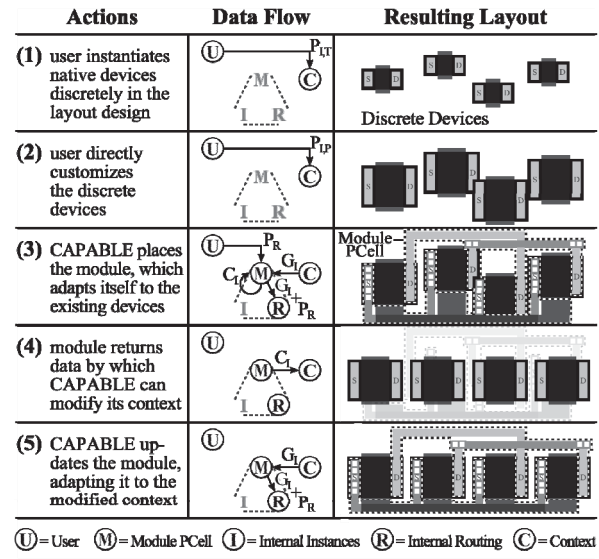 Actions Data Flow Resulting Layout
(1) user instantiates
native devices
discretely in the
layout design
U P_I,T
M C
I R
Discrete Devices
(2) user directly
customizes
the discrete
devices
U P_I,P
M C
I R
S D S D S D S D
(3) CAPABLE places
the module, which
adapts itself to the
existing devices
U P_R
C_I M G_I C
G_I+
I R P_R
Module–
PCell
S D S D
(4) module returns
data by which
CAPABLE can
modify its context
U
M C_I C
I R
S D S D S D S D
(5) CAPABLE up-
dates the module,
adapting it to the
modified context
U
M G_I C
G_I+
I R P_R
S D S D
U = User M = Module PCell I = Internal Instances R = Internal Routing C = Context